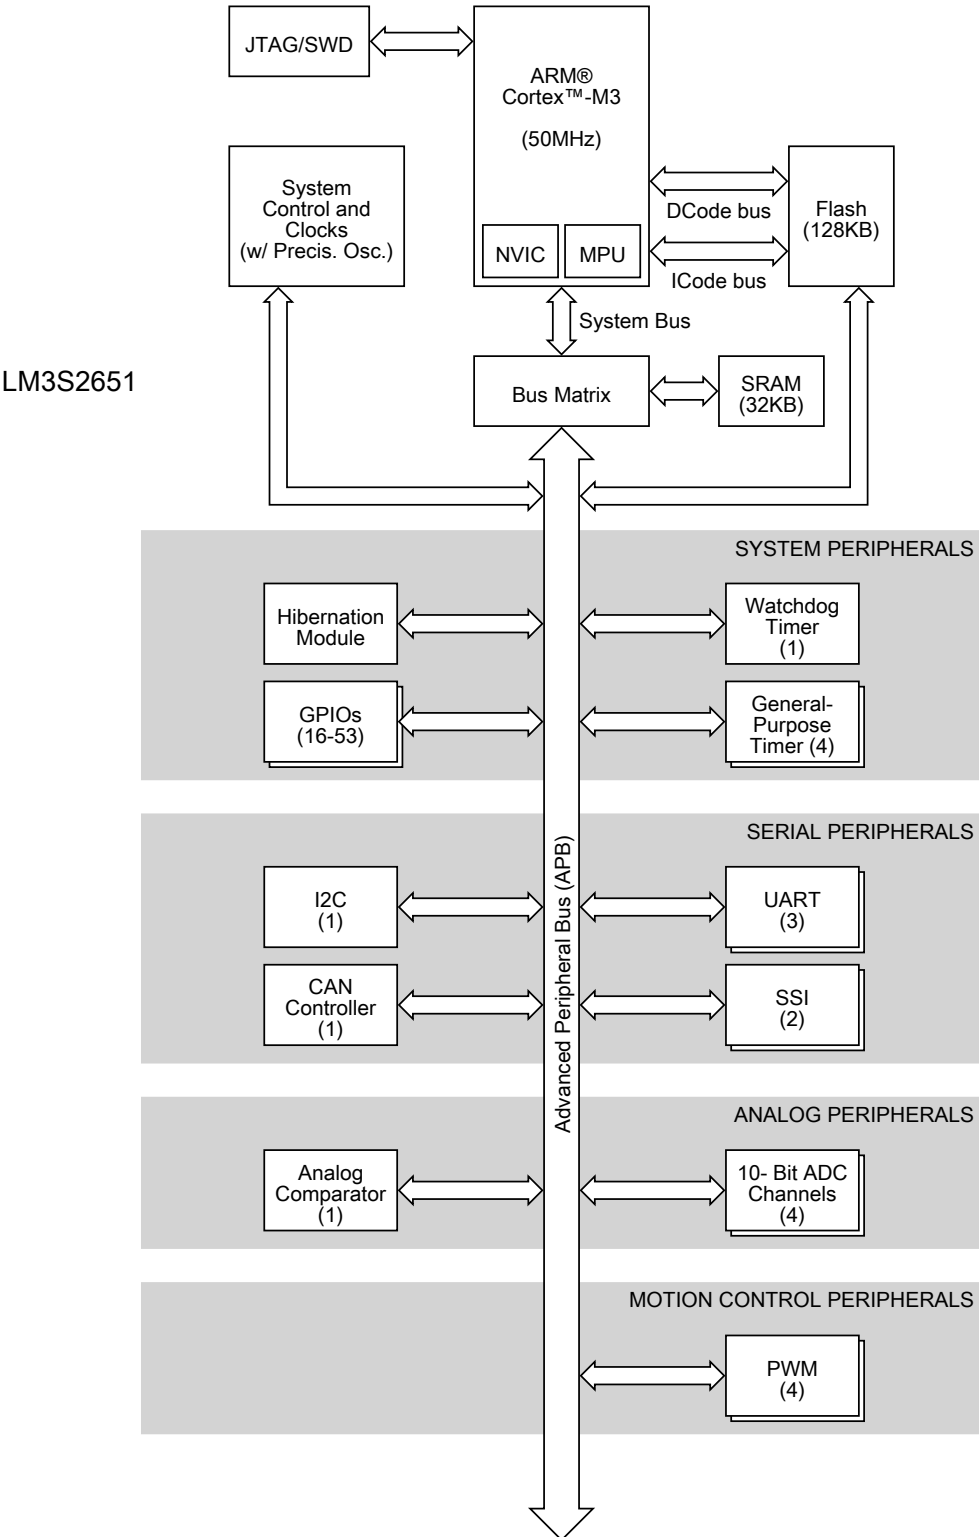 JTAG/SWD
ARM®
Cortex™-M3
(50MHz)
System
Control and
Clocks
(w/ Precis. Osc.)
NVIC
MPU
DCode bus
ICode bus
Flash
(128KB)
System Bus
LM3S2651
Bus Matrix
SRAM
(32KB)
SYSTEM PERIPHERALS
Hibernation
Module
Watchdog
Timer
(1)
GPIOs
(16-53)
General-
Purpose
Timer (4)
Advanced Peripheral Bus (APB)
SERIAL PERIPHERALS
I2C
(1)
UART
(3)
CAN
Controller
(1)
SSI
(2)
ANALOG PERIPHERALS
Analog
Comparator
(1)
10- Bit ADC
Channels
(4)
MOTION CONTROL PERIPHERALS
PWM
(4)